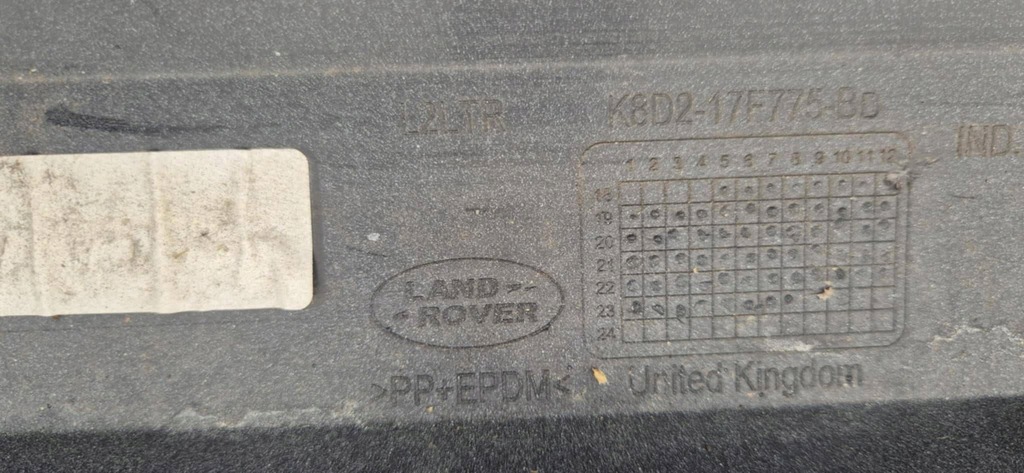 K8D2-17F775-BD
IND.
1 2 3 4 5 6 7 8 9 10 11 12
18
19
20
21
22
23
24
LAND
ROVER
>PP+EPDM<
United Kingdom